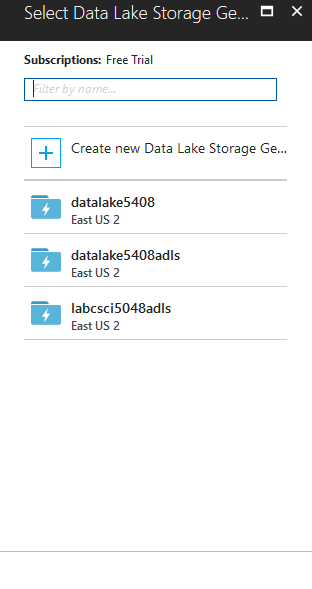 Select Data Lake Storage Ge...
Subscriptions: Free Trial
Filter by name...
Create new Data Lake Storage Ge...
datalake5408
East US 2
datalake5408adls
East US 2
labcsci5048adls
East US 2